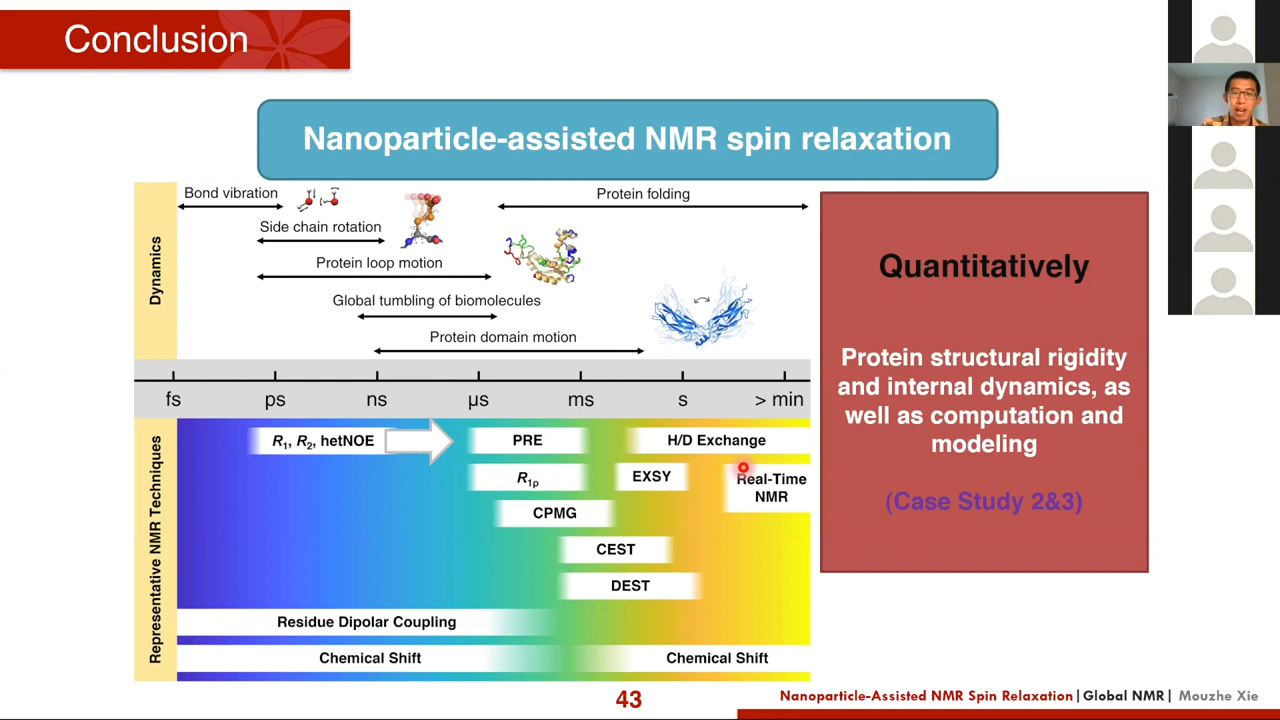 Conclusion
Nanoparticle-assisted NMR spin relaxation
Dynamics
Bond vibration
Side chain rotation
Protein loop motion
Global tumbling of biomolecules
Protein domain motion
Protein folding
fs ps ns μs ms s > min
Representative NMR Techniques
R1, R2, hetNOE
PRE
H/D Exchange
R1ρ
EXSY
Real-Time
NMR
CPMG
CEST
DEST
Residue Dipolar Coupling
Chemical Shift
Chemical Shift
Quantitatively
Protein structural rigidity
and internal dynamics, as
well as computation and
modeling
(Case Study 2&3)
43
Nanoparticle-Assisted NMR Spin Relaxation | Global NMR | Mouzhe Xie